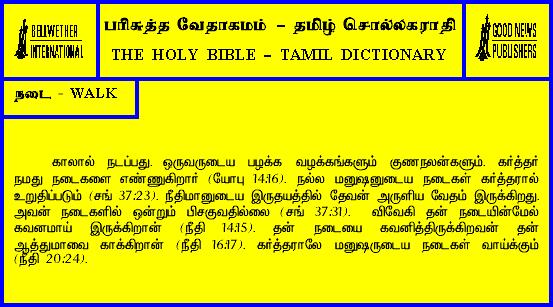 BELLWETHER
INTERNATIONAL
பரிசுத்த வேதாகமம் – தமிழ் சொல்லகராதி
THE HOLY BIBLE – TAMIL DICTIONARY
GOOD NEWS
PUBLISHERS
நடை - WALK
காலால் நடப்பது. ஒருவருடைய பழக்க வழக்கங்களும் குணநலன்களும். கர்த்தர்
நமது நடைகளை எண்ணுகிறார் (யோபு 14:16). நல்ல மனுஷனுடைய நடைகள் கர்த்தரால்
உறுதிப்படும் (சங் 37:23). நீதிமானுடைய இருதயத்தில் தேவன் அருளிய வேதம் இருக்கிறது.
அவன் நடைகளில் ஒன்றும் பிசகுவதில்லை (சங் 37:31). விவேகி தன் நடையின்மேல்
கவனமாய் இருக்கிறான் (நீதி 14:15). தன் நடையை கவனித்திருக்கிறவன் தன்
ஆத்துமாவை காக்கிறான் (நீதி 16:17). கர்த்தராலே மனுஷருடைய நடைகள் வாய்க்கும்
(நீதி 20:24).